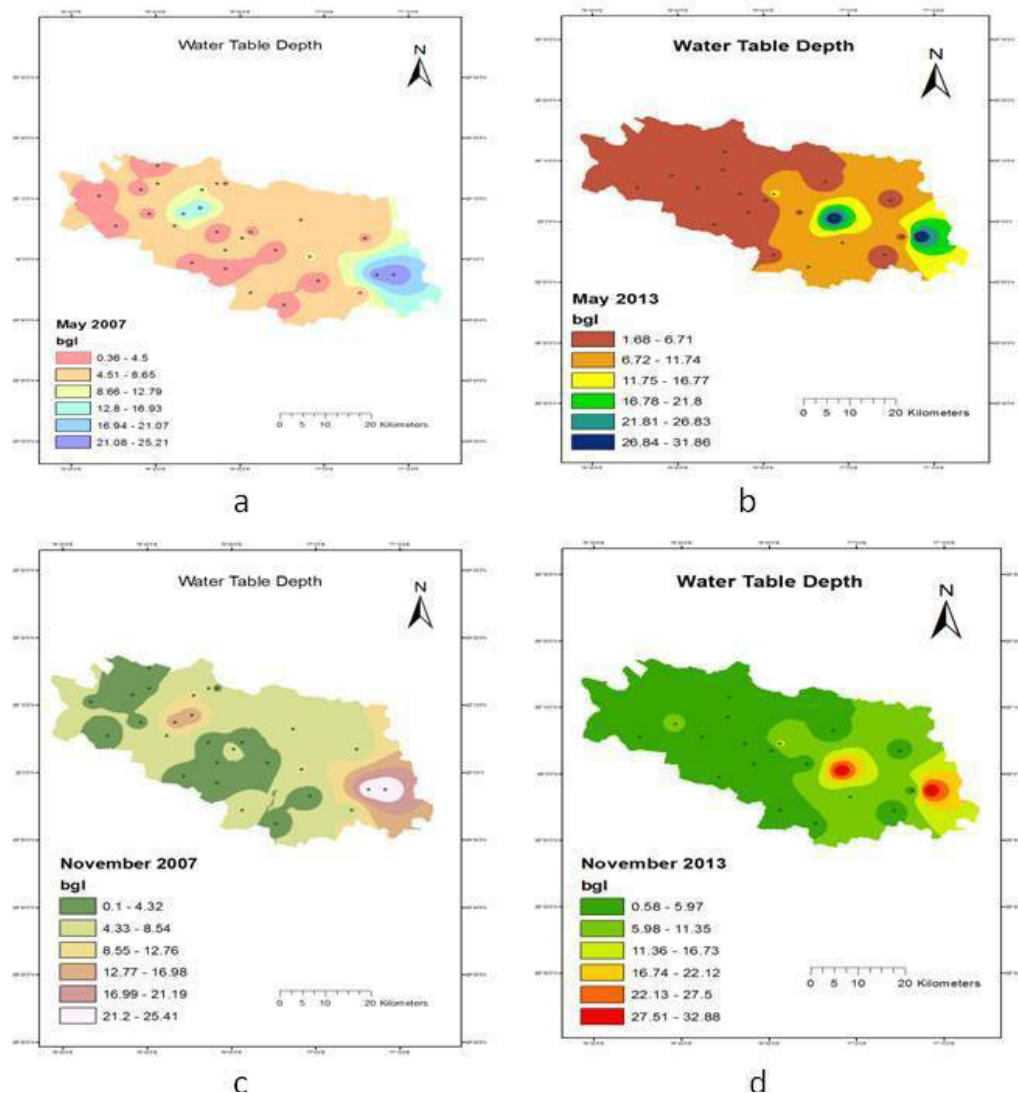 Water Table Depth
N
May 2007
bgl
0.36 - 4.5
4.51 - 8.65
8.66 - 12.79
12.8 - 16.93
16.94 - 21.07
21.08 - 25.21
0 5 10 20 Kilometers
a
Water Table Depth
N
May 2013
bgl
1.68 - 6.71
6.72 - 11.74
11.75 - 16.77
16.78 - 21.8
21.81 - 26.83
26.84 - 31.86
0 5 10 20 Kilometers
b
Water Table Depth
N
November 2007
bgl
0.1 - 4.32
4.33 - 8.54
8.55 - 12.76
12.77 - 16.98
16.99 - 21.19
21.2 - 25.41
0 5 10 20 Kilometers
c
Water Table Depth
N
November 2013
bgl
0.58 - 5.97
5.98 - 11.35
11.36 - 16.73
16.74 - 22.12
22.13 - 27.5
27.51 - 32.88
0 5 10 20 Kilometers
d